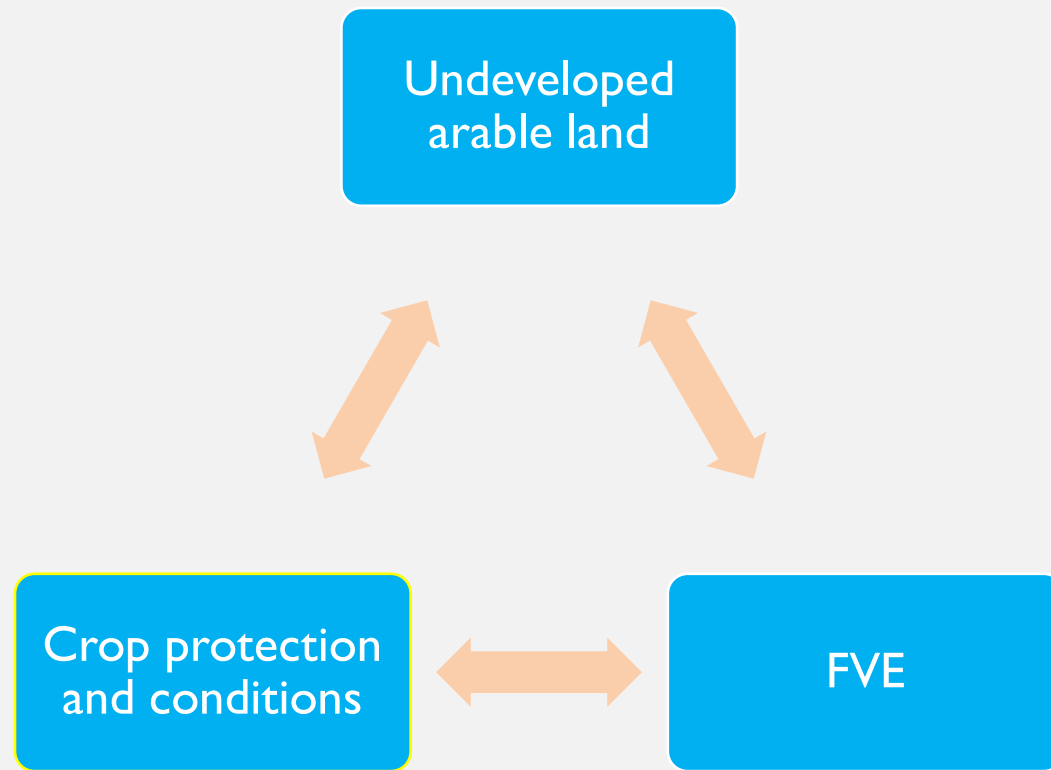 Undeveloped
arable land
Crop protection
and conditions
FVE